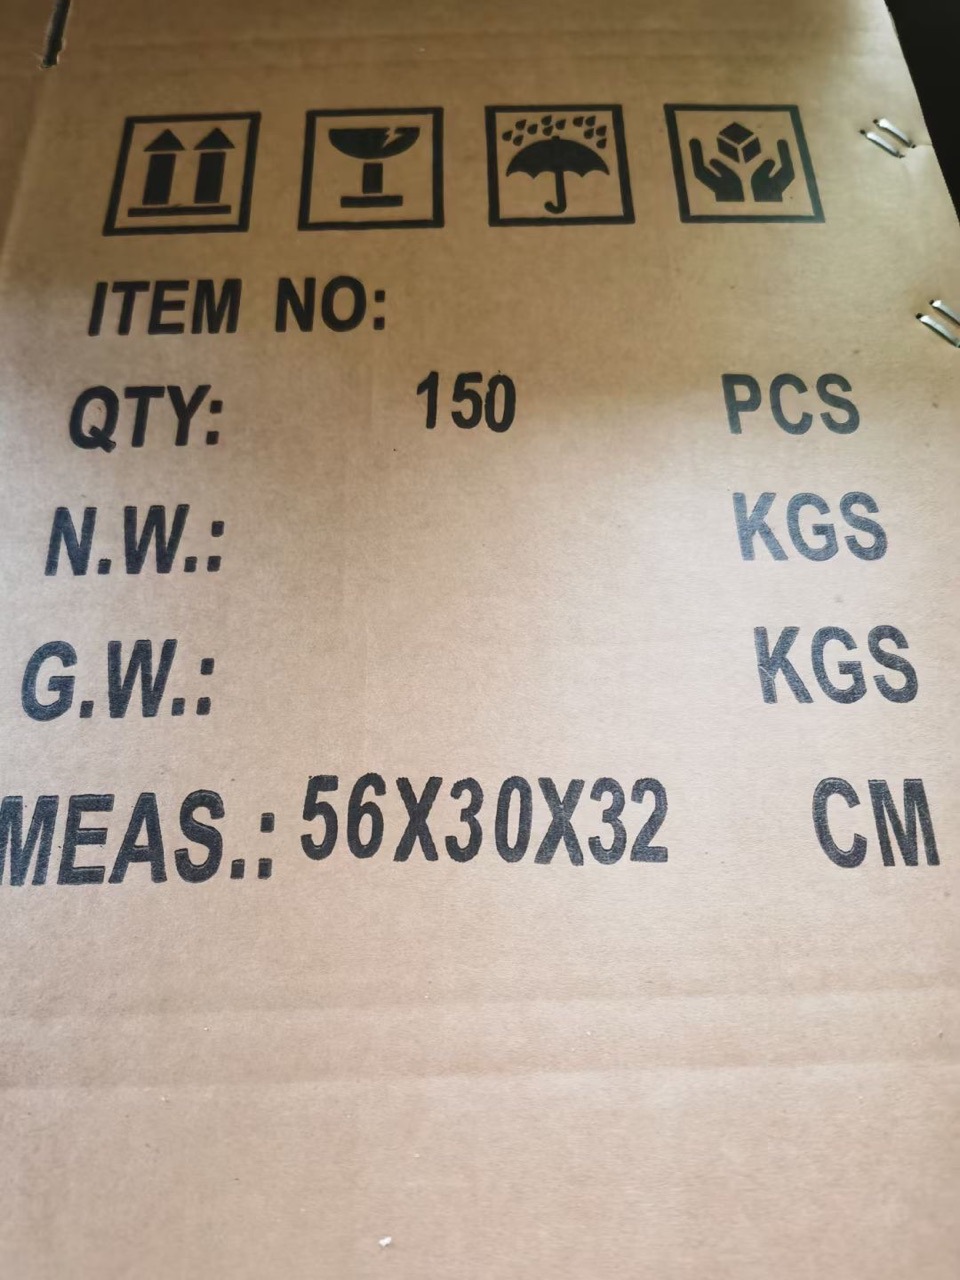 ITEM NO:
QTY: 150 PCS
N.W.: KGS
G.W.: KGS
MEAS.: 56X30X32 CM